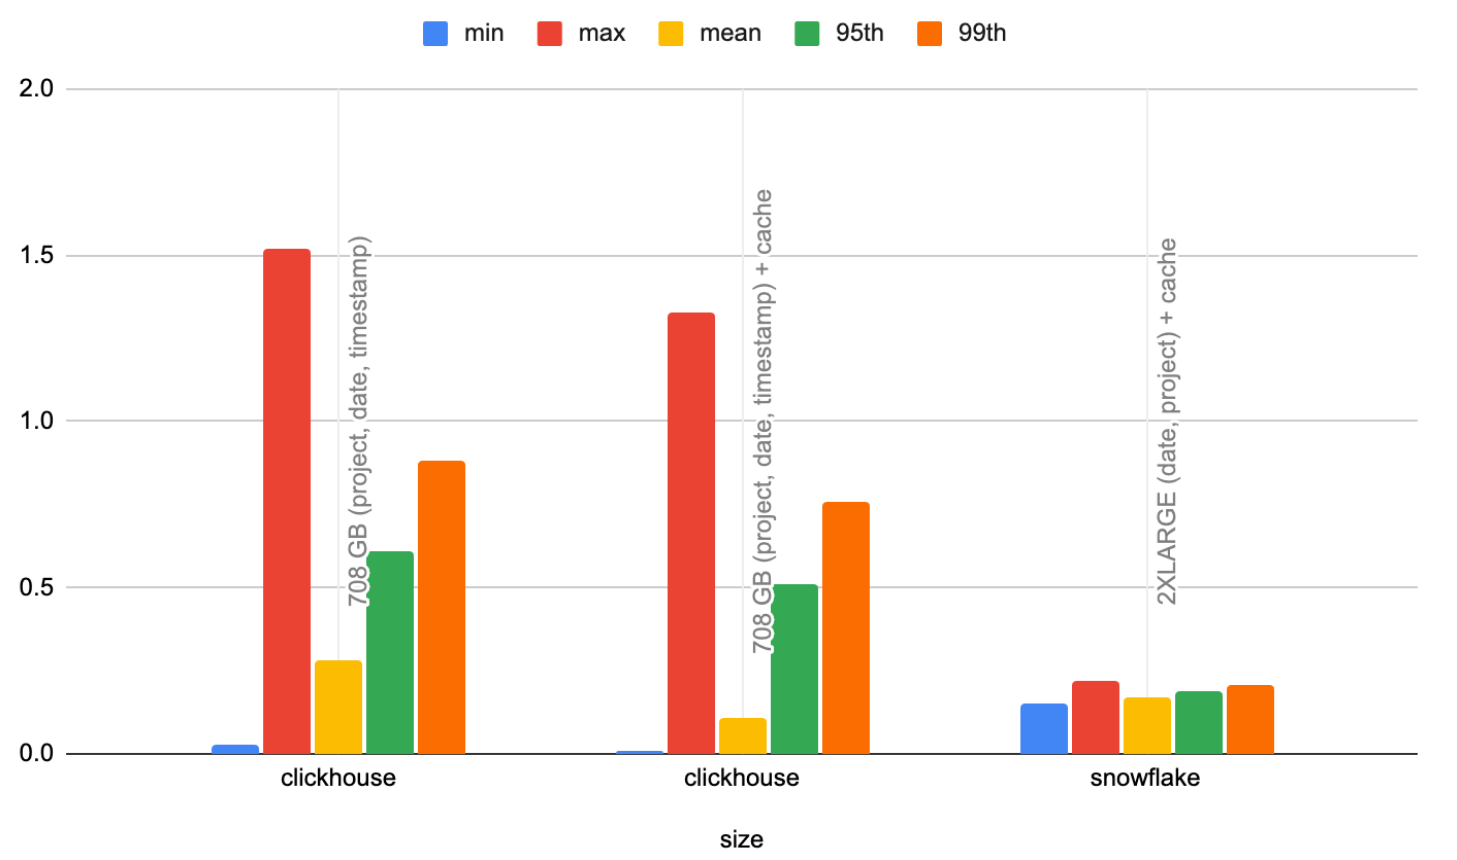 min max mean 95th 99th
2.0
1.5
1.0
0.5
0.0
708 GB (project, date, timestamp)
708 GB (project, date, timestamp) + cache
2XLARGE (date, project) + cache
clickhouse clickhouse snowflake
size